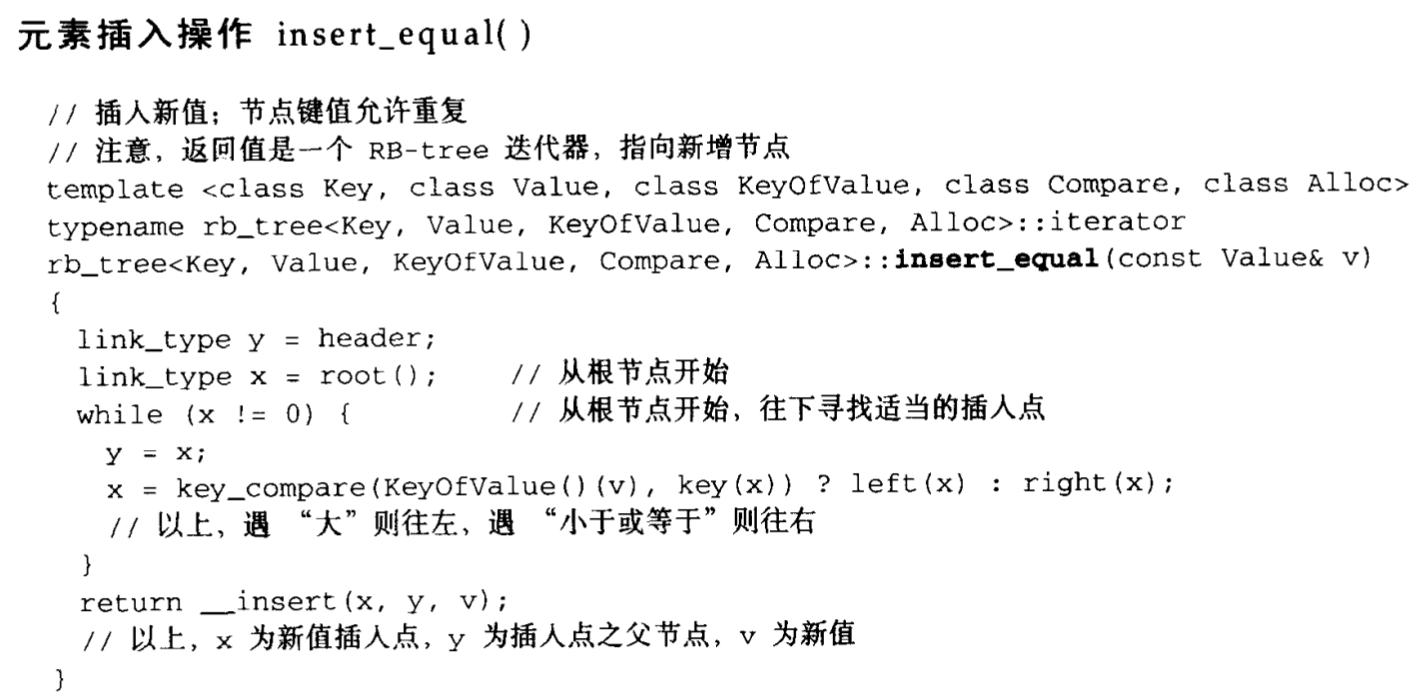 元素插入操作 insert_equal()
// 插入新值；节点键值允许重复
// 注意，返回值是一个 RB-tree 迭代器，指向新增节点
template <class Key, class Value, class KeyOfValue, class Compare, class Alloc>
typename rb_tree<Key, Value, KeyOfValue, Compare, Alloc>::iterator
rb_tree<Key, Value, KeyOfValue, Compare, Alloc>::insert_equal(const Value& v)
{
link_type y = header;
link_type x = root(); // 从根节点开始
while (x != 0) { // 从根节点开始，往下寻找适当的插入点
y = x;
x = key_compare(KeyOfValue()(v), key(x)) ? left(x) : right(x);
// 以上，遇 “大”则往左，遇 “小于或等于”则往右
}
return __insert(x, y, v);
// 以上，x 为新值插入点，y 为插入点之父节点，v 为新值
}